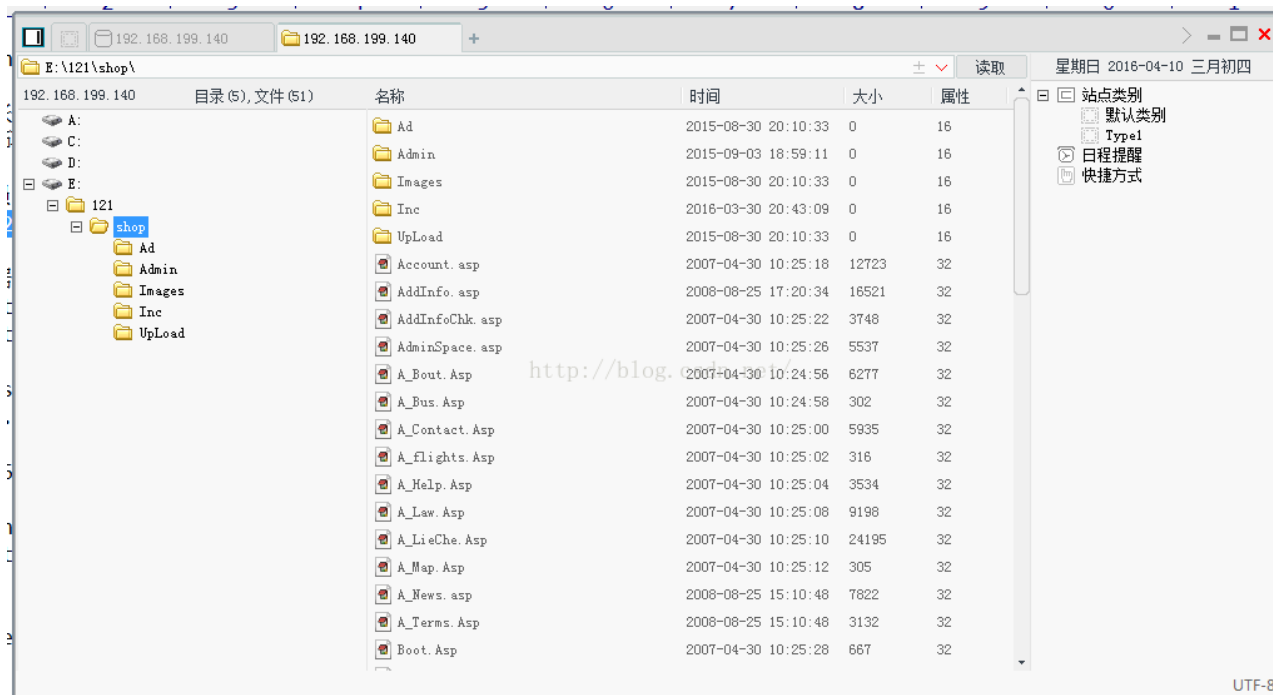 192.168.199.140 192.168.199.140 +
E:\121\shop\ 读取 星期日 2016-04-10 三月初四
192.168.199.140 目录(5),文件(51) 名称 时间 大小 属性
A:
C:
D:
E:
121
shop
Ad
Admin
Images
Inc
UpLoad
Ad 2015-08-30 20:10:33 0 16
Admin 2015-09-03 18:59:11 0 16
Images 2015-08-30 20:10:33 0 16
Inc 2016-03-30 20:43:09 0 16
UpLoad 2015-08-30 20:10:33 0 16
Account.asp 2007-04-30 10:25:18 12723 32
AddInfo.asp 2008-08-25 17:20:34 16521 32
AddInfoChk.asp 2007-04-30 10:25:22 3748 32
AdminSpace.asp 2007-04-30 10:25:26 5537 32
A_Bout.Asp 2007-04-30 10:24:56 6277 32
A_Bus.Asp 2007-04-30 10:24:58 302 32
A_Contact.Asp 2007-04-30 10:25:00 5935 32
A_flights.Asp 2007-04-30 10:25:02 316 32
A_Help.Asp 2007-04-30 10:25:04 3534 32
A_Law.Asp 2007-04-30 10:25:08 9198 32
A_LieChe.Asp 2007-04-30 10:25:10 24195 32
A_Map.Asp 2007-04-30 10:25:12 305 32
A_News.asp 2008-08-25 15:10:48 7822 32
A_Terms.Asp 2008-08-25 15:10:48 3132 32
Boot.Asp 2007-04-30 10:25:28 667 32
站点类别
默认类别
Type1
日程提醒
快捷方式
http://blog.csdn.net/
UTF-8